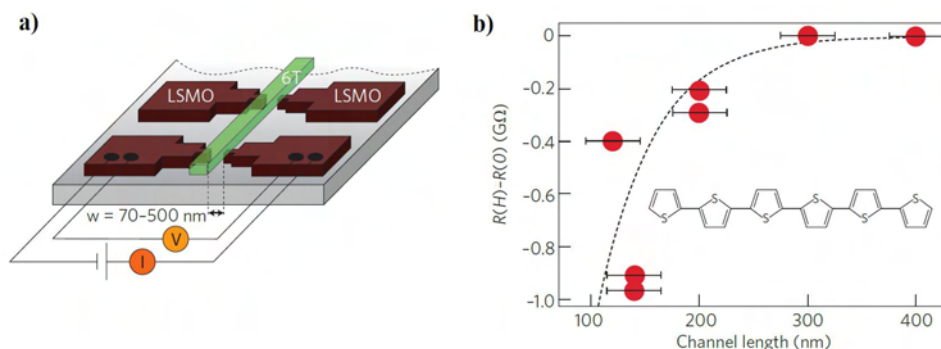 a)
LSMO
6T
LSMO
w = 70–500 nm
V
I
b)
R(H)–R(0) (GΩ)
0
-0.2
-0.4
-0.6
-0.8
-1.0
S
S
S
S
S
S
100
200
300
400
Channel length (nm)